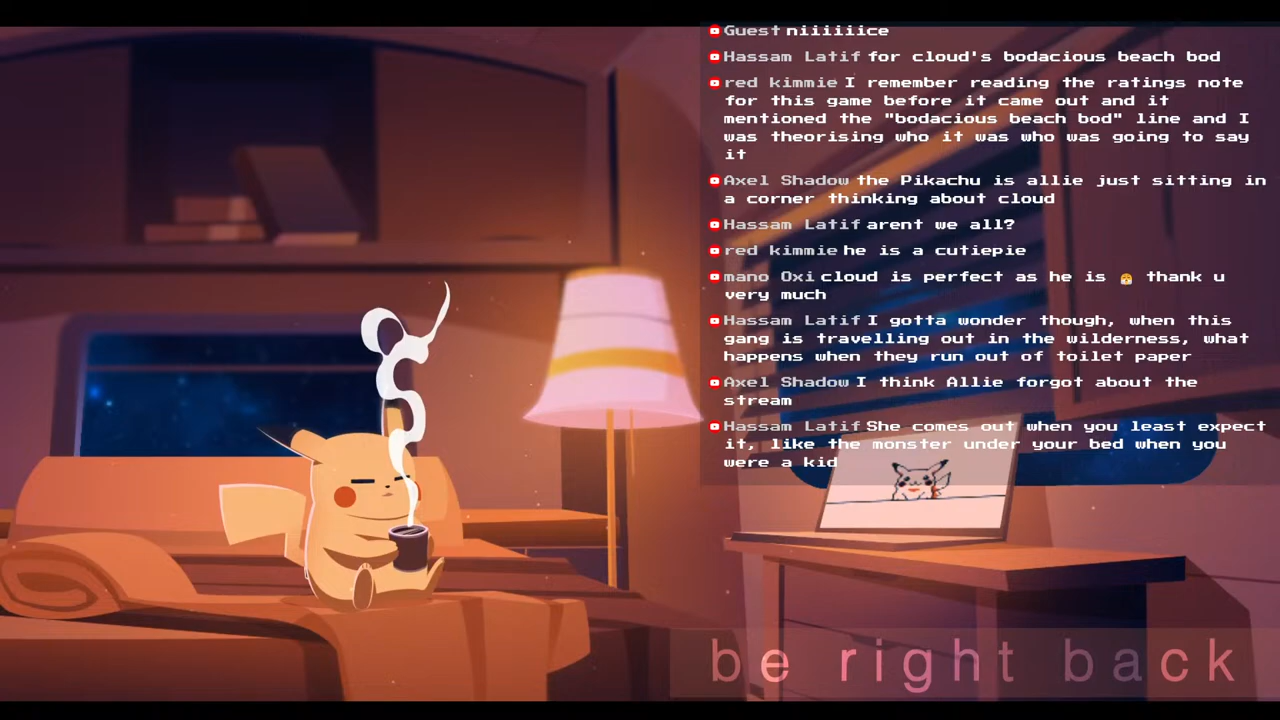 Guest niiiiiice
Hassam Latif for cloud's bodacious beach bod
red kimmie I remember reading the ratings note
for this game before it came out and it
mentioned the "bodacious beach bod" line and I
was theorising who it was who was going to say
it
Axel Shadow the Pikachu is allie just sitting in
a corner thinking about cloud
Hassam Latif arent we all?
red kimmie he is a cutiepie
mano Oxi cloud is perfect as he is 😤 thank u
very much
Hassam Latif I gotta wonder though, when this
gang is travelling out in the wilderness, what
happens when they run out of toilet paper
Axel Shadow I think Allie forgot about the
stream
Hassam Latif She comes out when you least expect
it, like the monster under your bed when you
were a kid
be right back